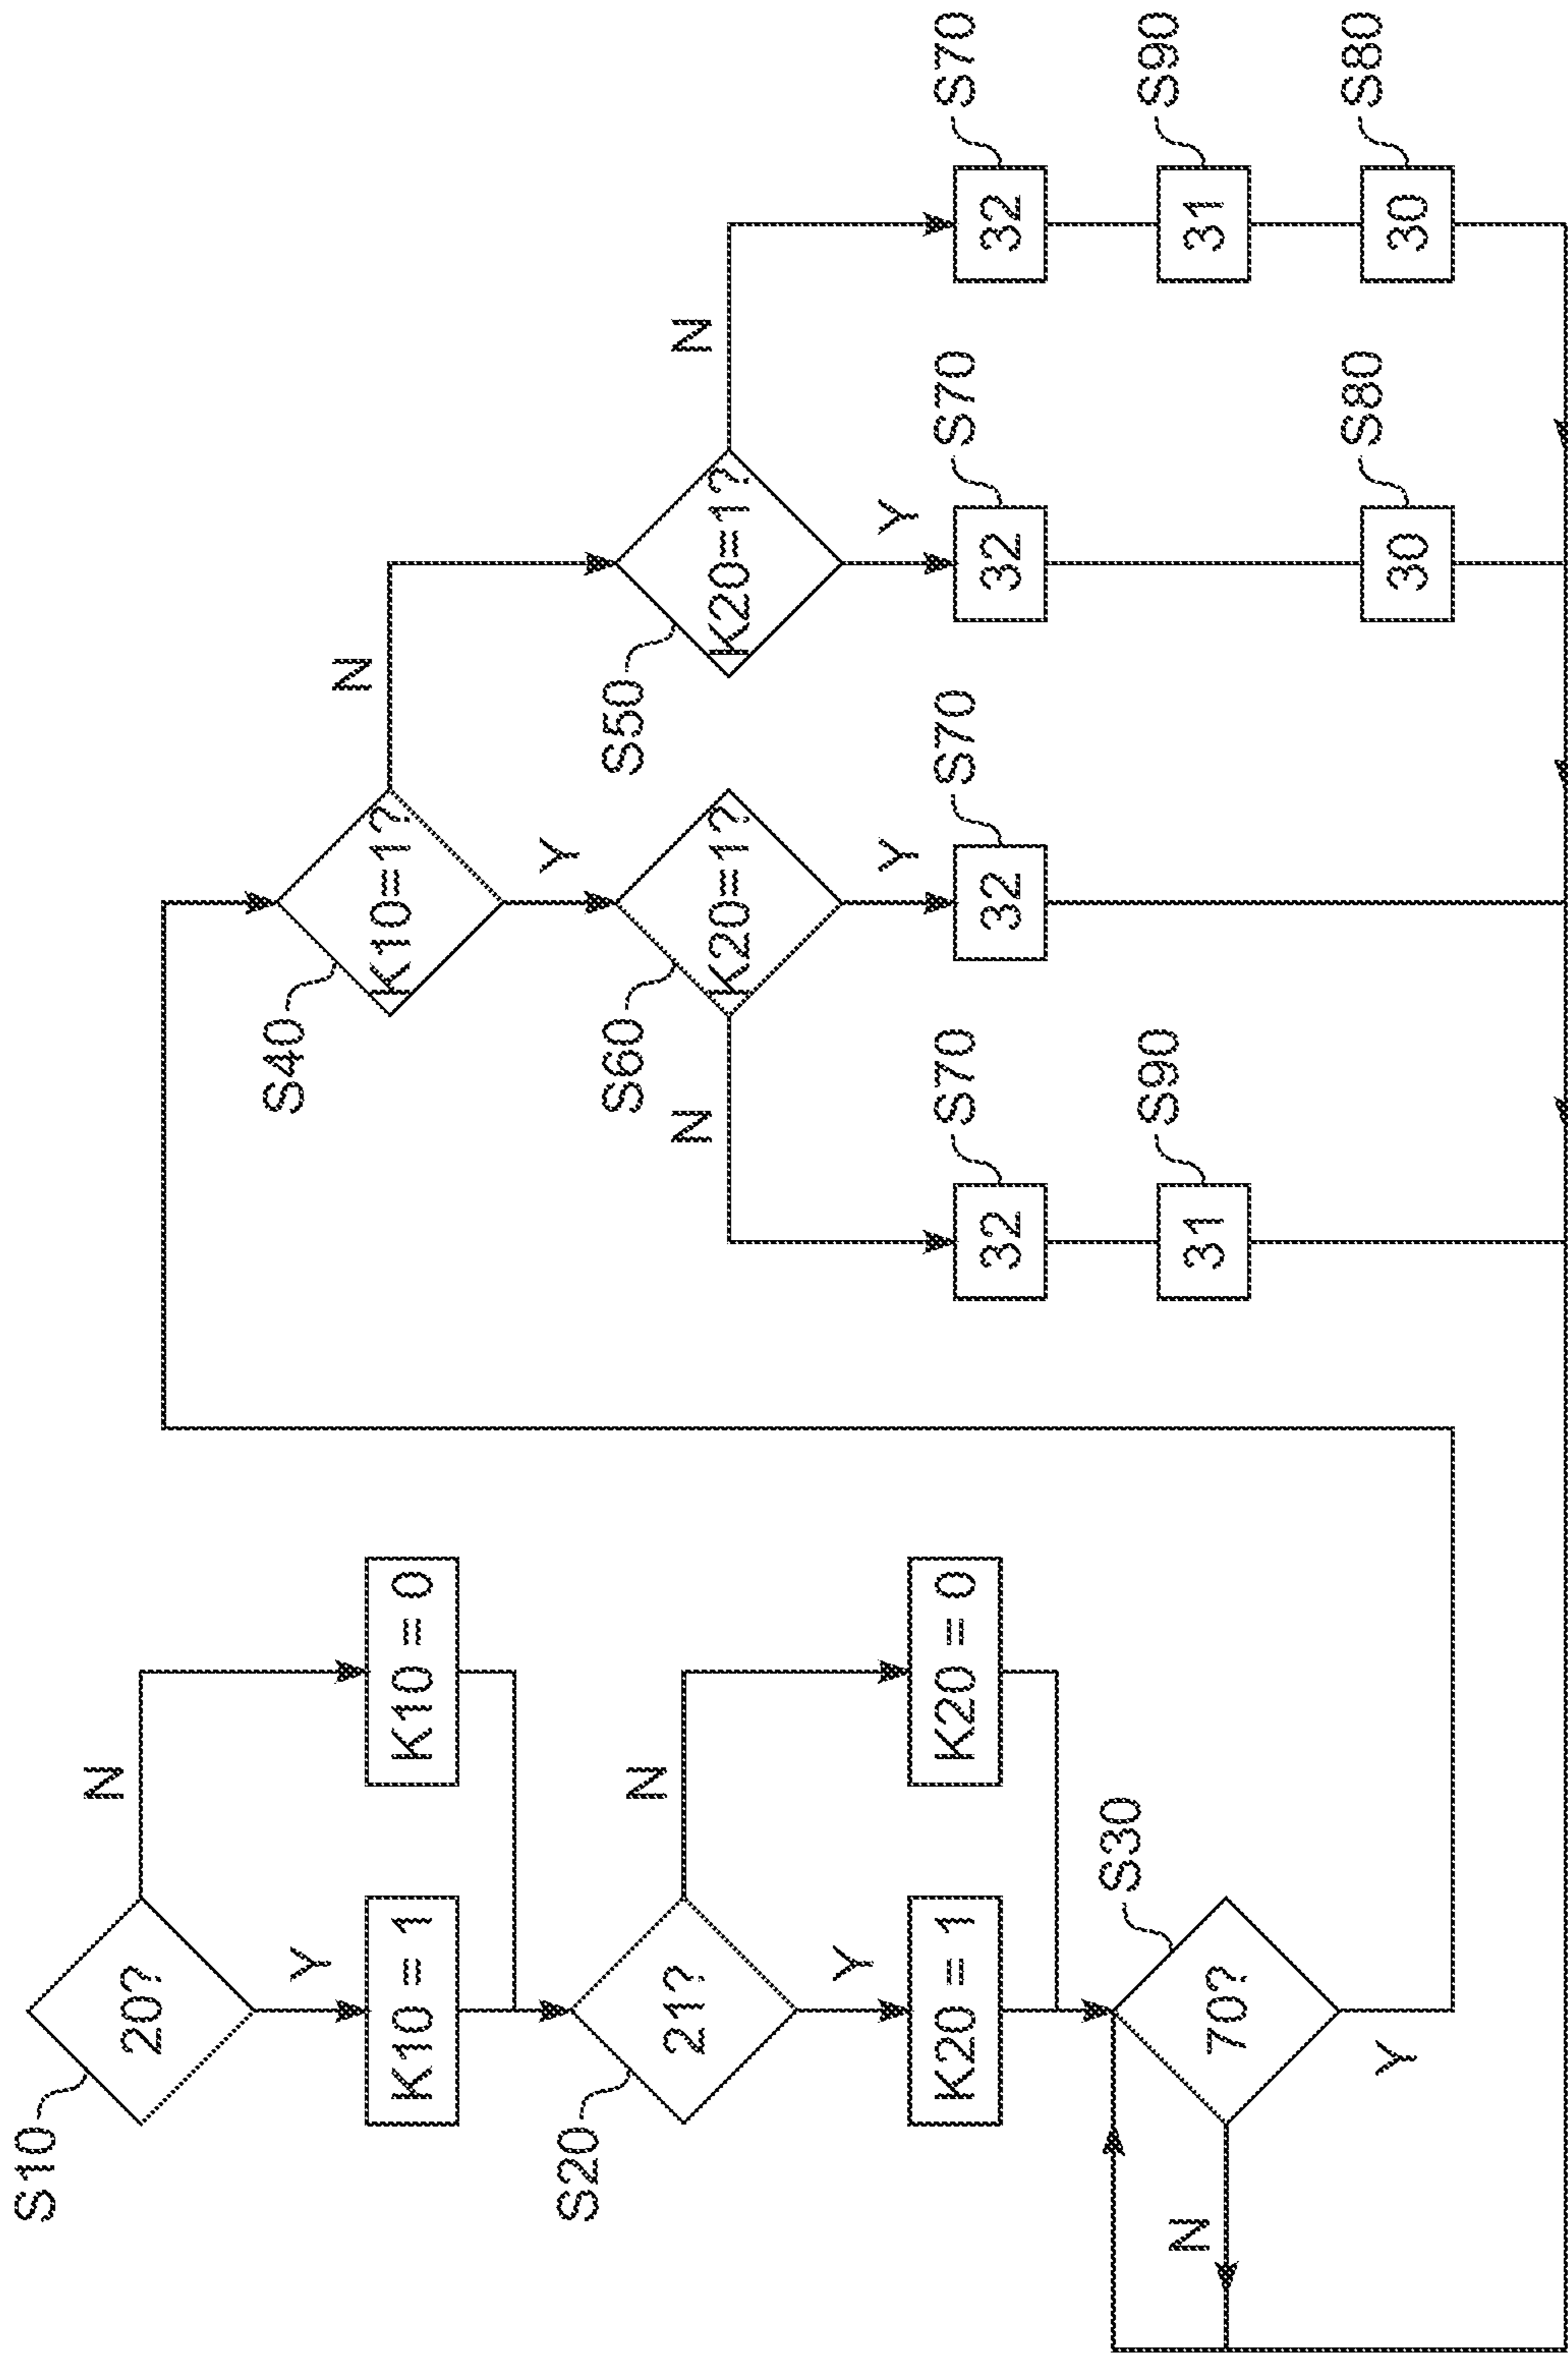 S10
20?
N
Y
K10 = 1
K10 = 0
S20
21?
N
Y
K20 = 1
K20 = 0
S30
70?
N
Y
S40
K10=1?
N
Y
S60
K20=1?
N
Y
S50
K20=1?
N
Y
32
S70
32
S70
32
S70
32
S70
31
S90
31
S90
30
S80
30
S80